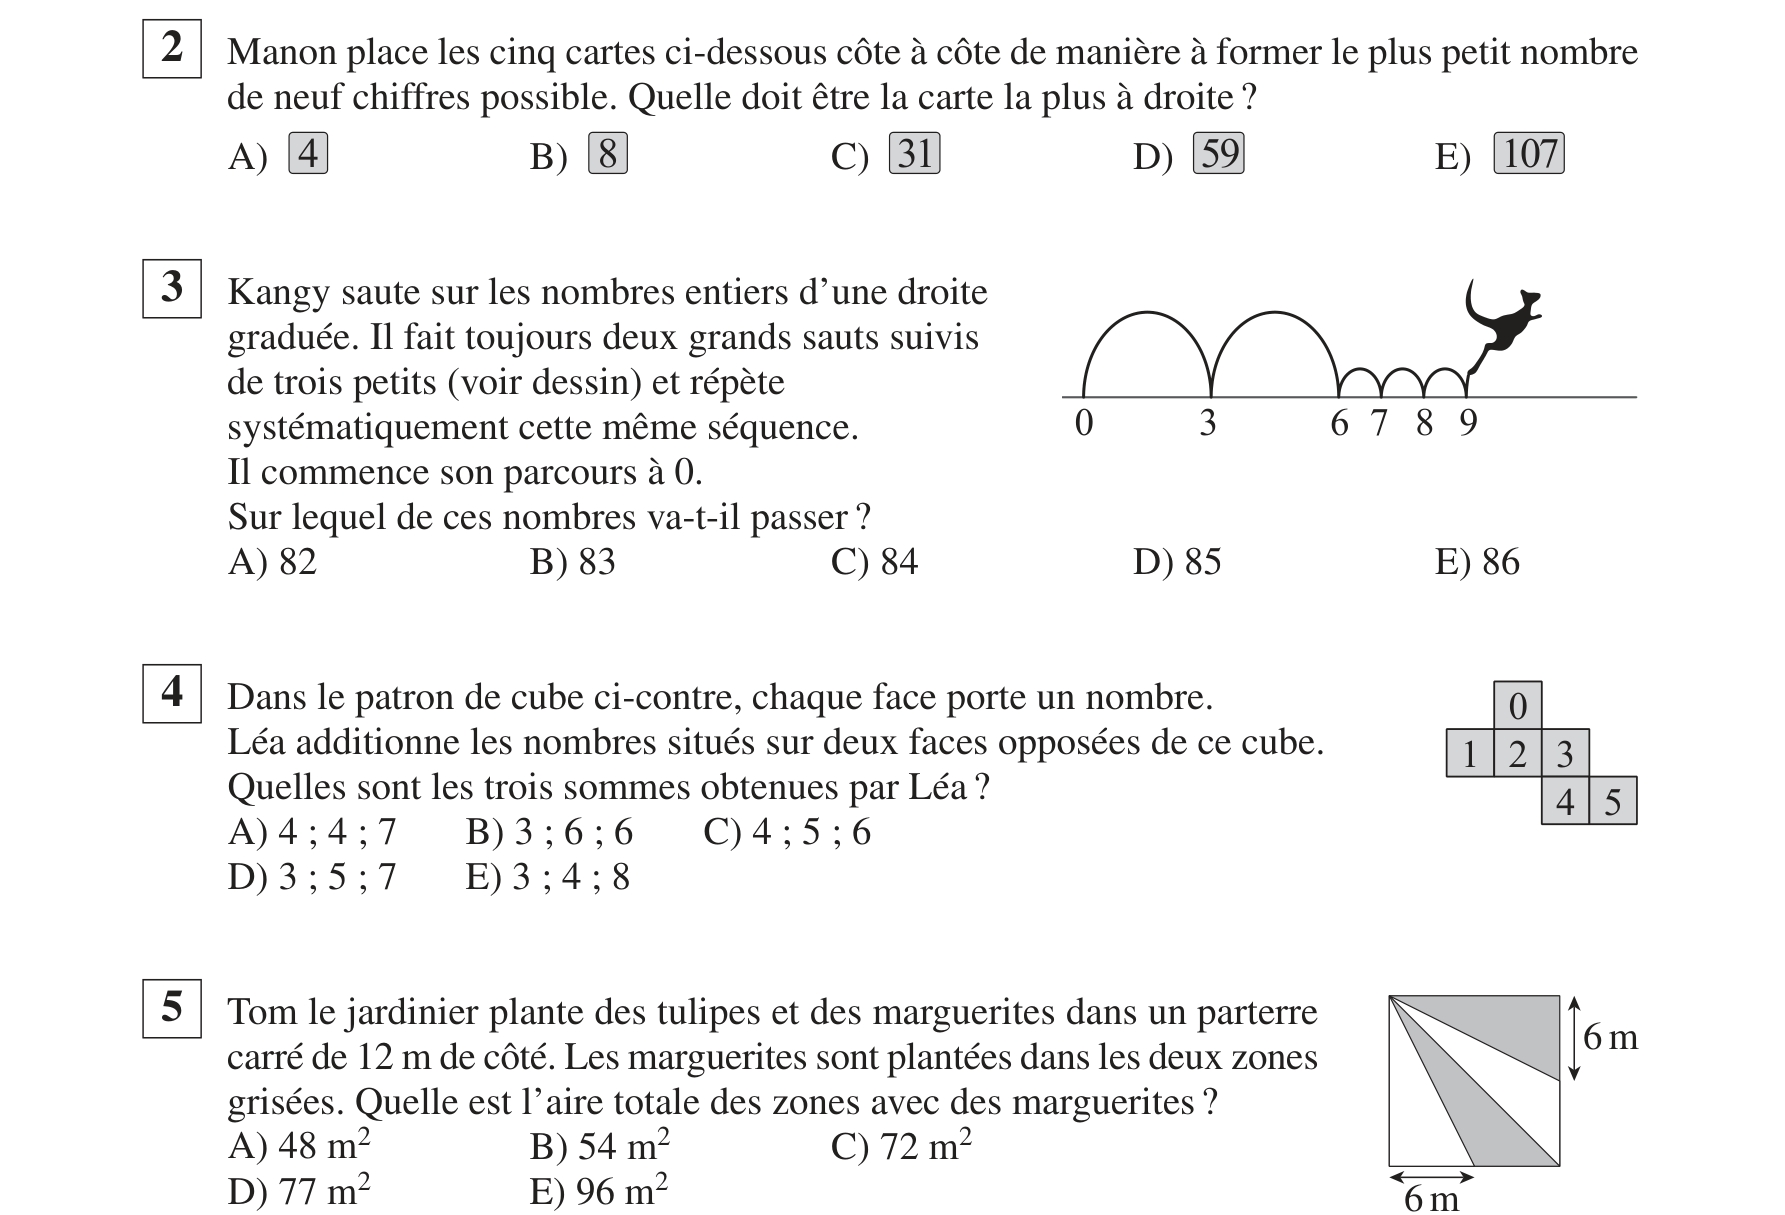 2 Manon place les cinq cartes ci-dessous côte à côte de manière à former le plus petit nombre
de neuf chiffres possible. Quelle doit être la carte la plus à droite ?
A) 4 B) 8 C) 31 D) 59 E) 107
3 Kangy saute sur les nombres entiers d’une droite
graduée. Il fait toujours deux grands sauts suivis
de trois petits (voir dessin) et répète
systématiquement cette même séquence.
Il commence son parcours à 0.
Sur lequel de ces nombres va-t-il passer ?
0 3 6 7 8 9
A) 82 B) 83 C) 84 D) 85 E) 86
4 Dans le patron de cube ci-contre, chaque face porte un nombre.
Léa additionne les nombres situés sur deux faces opposées de ce cube.
Quelles sont les trois sommes obtenues par Léa ?
A) 4 ; 4 ; 7 B) 3 ; 6 ; 6 C) 4 ; 5 ; 6
D) 3 ; 5 ; 7 E) 3 ; 4 ; 8
0
1 2 3
4 5
5 Tom le jardinier plante des tulipes et des marguerites dans un parterre
carré de 12 m de côté. Les marguerites sont plantées dans les deux zones
grisées. Quelle est l’aire totale des zones avec des marguerites ?
A) 48 m² B) 54 m² C) 72 m²
D) 77 m² E) 96 m²
6 m
6 m